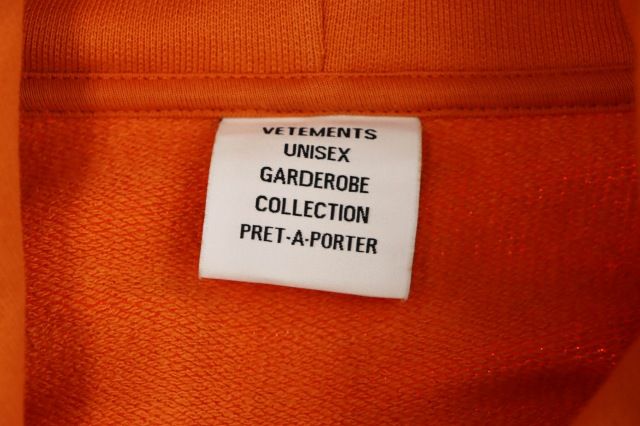 VETEMENTS
UNISEX
GARDEROBE
COLLECTION
PRET-A-PORTER